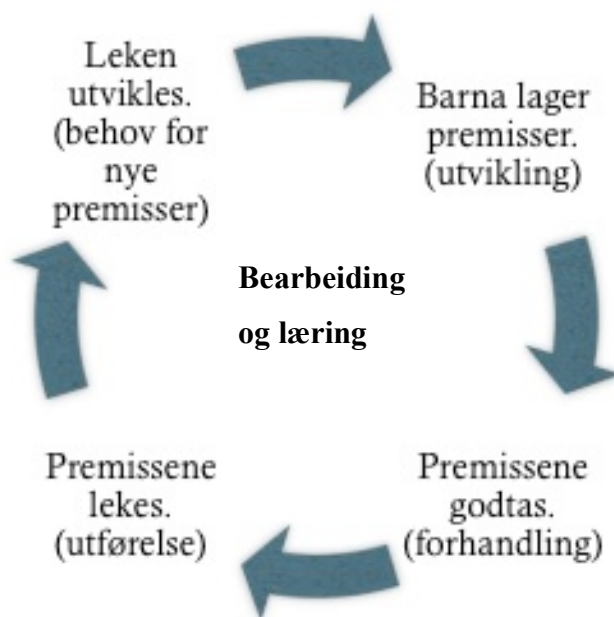 Leken
utvikles.
(behov for
nye
premisser)
Barna lager
premisser.
(utvikling)
Bearbeiding
og læring
Premissene
godtas.
(forhandling)
Premissene
lekes.
(utførelse)